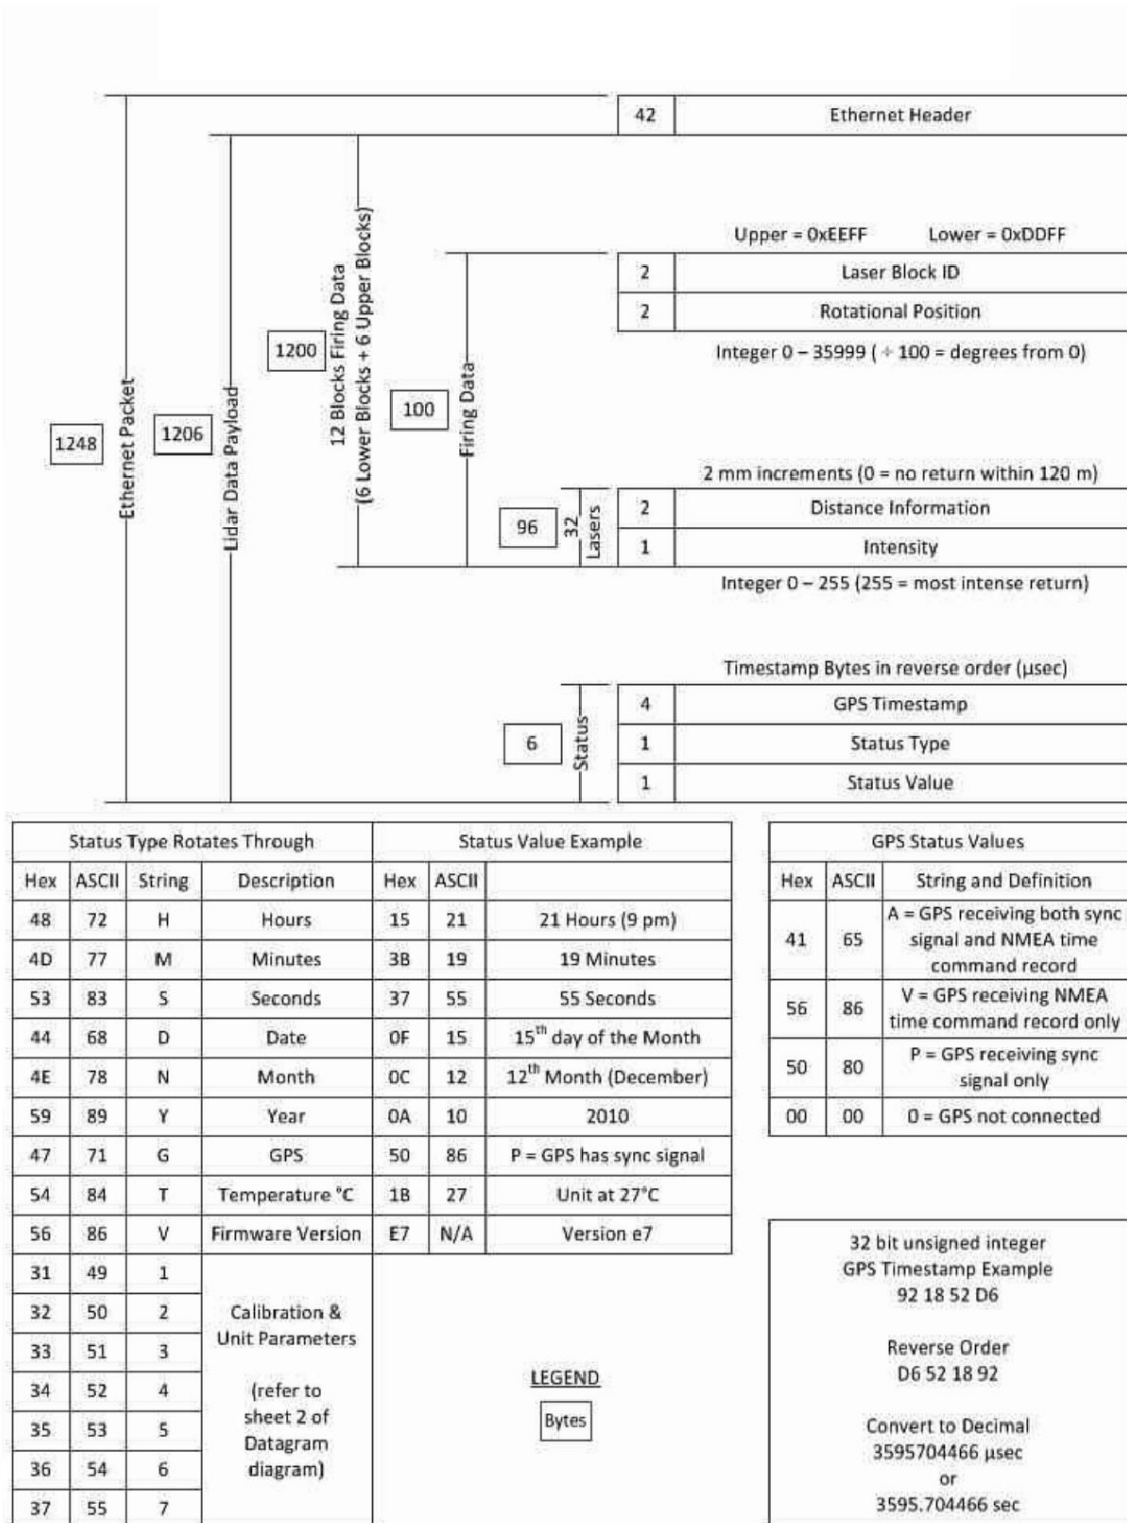 42 Ethernet Header
Upper = 0xEEFF Lower = 0xDDFF
2 Laser Block ID
2 Rotational Position
Integer 0 – 35999 ( ÷ 100 = degrees from 0)
1248
Ethernet Packet
1206
Lidar Data Payload
1200
12 Blocks Firing Data
(6 Lower Blocks + 6 Upper Blocks)
100
Firing Data
2 mm increments (0 = no return within 120 m)
96
32
Lasers
2 Distance Information
1 Intensity
Integer 0 – 255 (255 = most intense return)
Timestamp Bytes in reverse order (µsec)
6
Status
4 GPS Timestamp
1 Status Type
1 Status Value
Status Type Rotates Through Status Value Example
Hex ASCII String Description Hex ASCII
48 72 H Hours 15 21 21 Hours (9 pm)
4D 77 M Minutes 3B 19 19 Minutes
53 83 S Seconds 37 55 55 Seconds
44 68 D Date 0F 15 15th day of the Month
4E 78 N Month 0C 12 12th Month (December)
59 89 Y Year 0A 10 2010
47 71 G GPS 50 86 P = GPS has sync signal
54 84 T Temperature °C 1B 27 Unit at 27°C
56 86 V Firmware Version E7 N/A Version e7
31 49 1
32 50 2
33 51 3
34 52 4
35 53 5
36 54 6
37 55 7
Calibration &
Unit Parameters
(refer to
sheet 2 of
Datagram
diagram)
LEGEND
Bytes
GPS Status Values
Hex ASCII String and Definition
41 65 A = GPS receiving both sync
signal and NMEA time
command record
56 86 V = GPS receiving NMEA
time command record only
50 80 P = GPS receiving sync
signal only
00 00 0 = GPS not connected
32 bit unsigned integer
GPS Timestamp Example
92 18 52 D6
Reverse Order
D6 52 18 92
Convert to Decimal
3595704466 µsec
or
3595.704466 sec